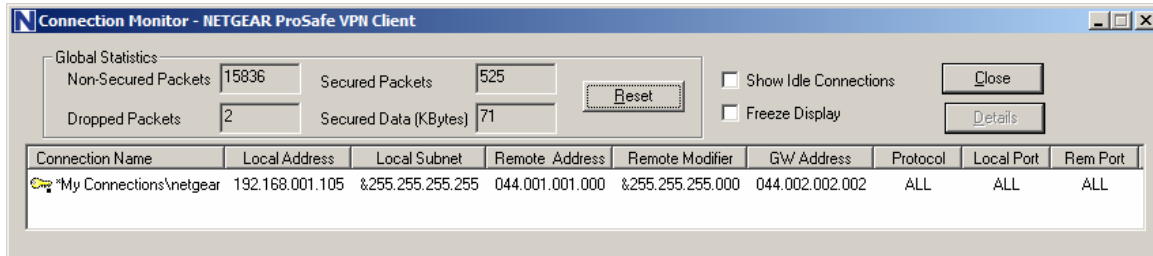 Connection Monitor - NETGEAR ProSafe VPN Client
Global Statistics
Non-Secured Packets 15836 Secured Packets 525 Reset Show Idle Connections Close
Dropped Packets 2 Secured Data (KBytes) 71 Freeze Display Details
Connection Name Local Address Local Subnet Remote Address Remote Modifier GW Address Protocol Local Port Rem Port
*My Connections\netgear 192.168.001.105 &255.255.255.255 044.001.001.000 &255.255.255.000 044.002.002.002 ALL ALL ALL